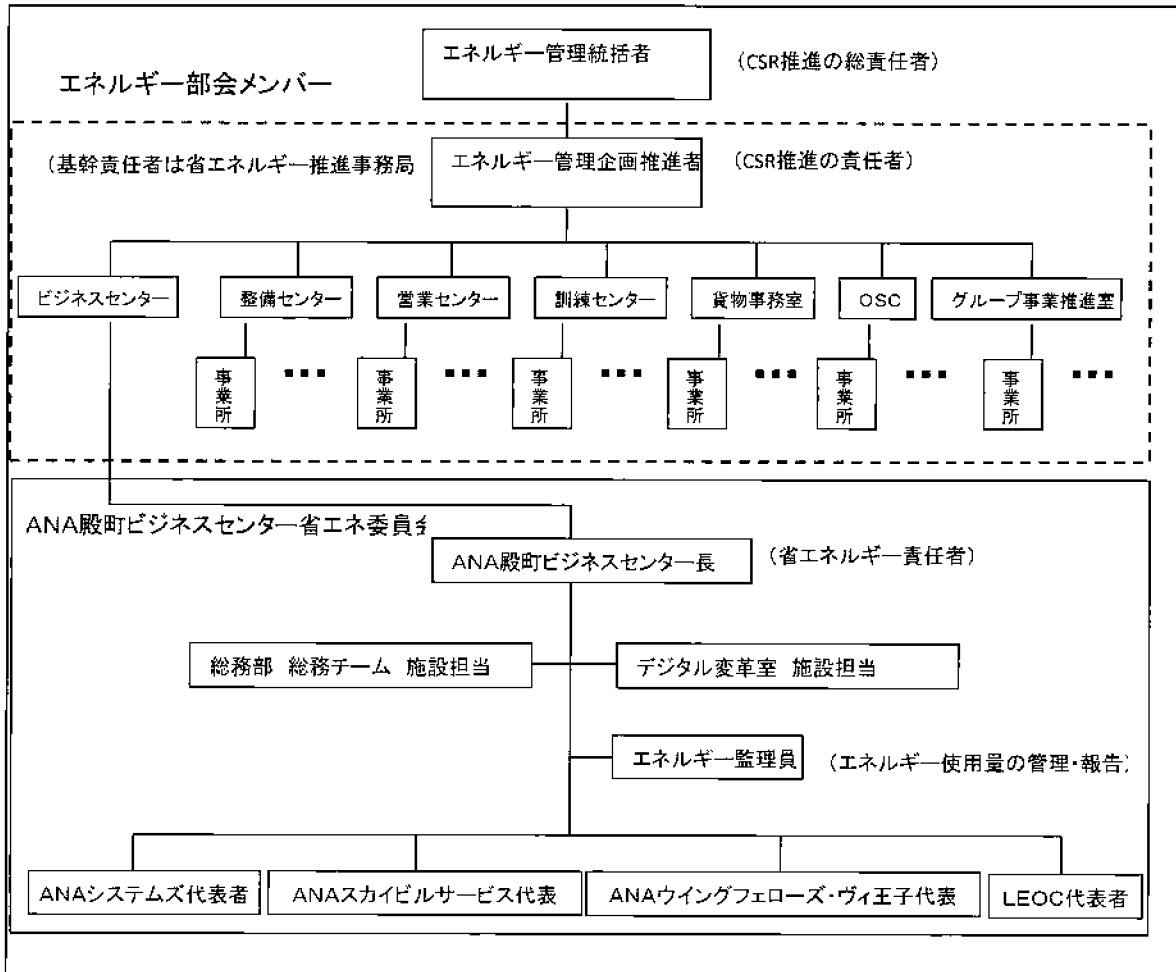 エネルギー管理統括者
(CSR推進の総責任者)
エネルギー部会メンバー
(基幹責任者は省エネルギー推進事務局
エネルギー管理企画推進者
(CSR推進の責任者)
ビジネスセンター
整備センター
営業センター
訓練センター
貨物事務室
OSC
グループ事業推進室
事業所
事業所
事業所
事業所
事業所
事業所
ANA殿町ビジネスセンター省エネ委員会
ANA殿町ビジネスセンター長
(省エネルギー責任者)
総務部 総務チーム 施設担当
デジタル変革室 施設担当
エネルギー監理員
(エネルギー使用量の管理・報告)
ANAシステムズ代表者
ANAスカイビルサービス代表
ANAウイングフェローズ・ヴィ王子代表
LEOC代表者